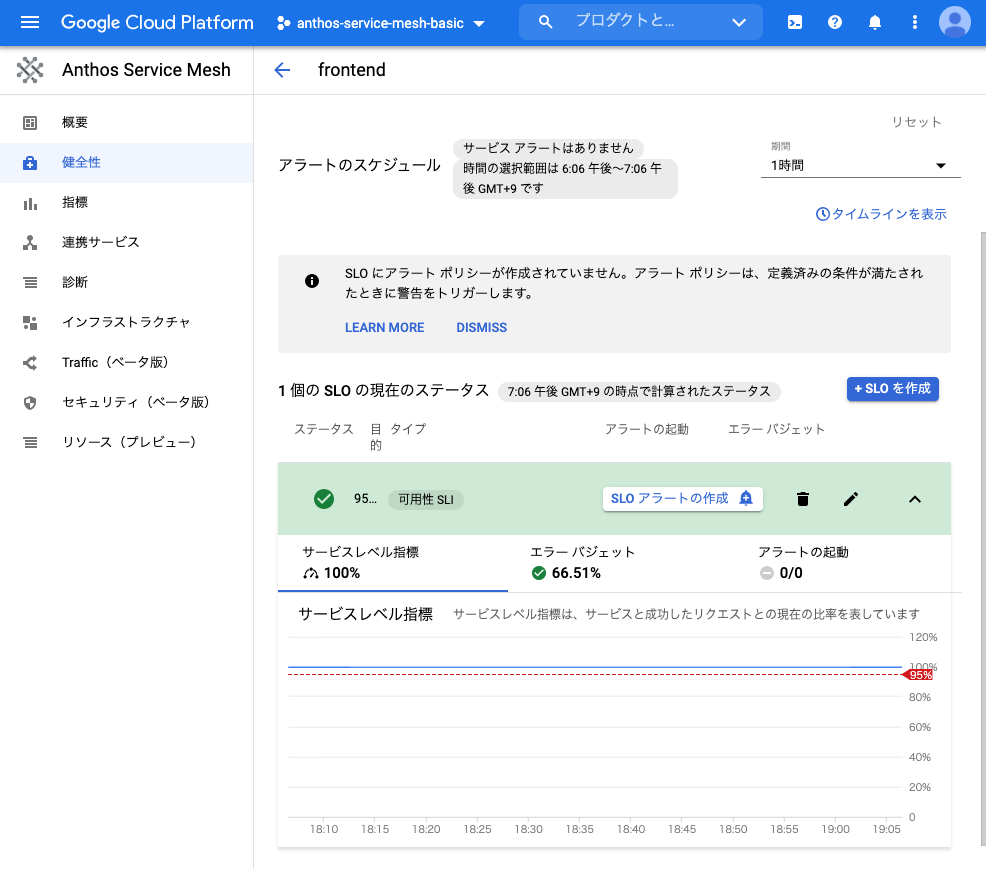 Google Cloud Platform
anthos-service-mesh-basic
プロダクトと...
Anthos Service Mesh
frontend
概要
健全性
指標
連携サービス
診断
インフラストラクチャ
Traffic（ベータ版）
セキュリティ（ベータ版）
リソース（プレビュー）
リセット
アラートのスケジュール
サービス アラートはありません
時間の選択範囲は 6:06 午後～7:06 午
後 GMT+9 です
期間
1時間
タイムラインを表示
SLO にアラート ポリシーが作成されていません。アラート ポリシーは、定義済みの条件が満たされ
たときに警告をトリガーします。
LEARN MORE DISMISS
1 個の SLO の現在のステータス 7:06 午後 GMT+9 の時点で計算されたステータス
+ SLO を作成
ステータス 目 タイプ アラートの起動 エラー バジェット
的
95... 可用性 SLI SLO アラートの作成
サービスレベル指標 エラー バジェット アラートの起動
100% 66.51% 0/0
サービスレベル指標 サービスレベル指標は、サービスと成功したリクエストとの現在の比率を表しています
120%
100%
95%
80%
60%
40%
20%
0
18:10 18:15 18:20 18:25 18:30 18:35 18:40 18:45 18:50 18:55 19:00 19:05